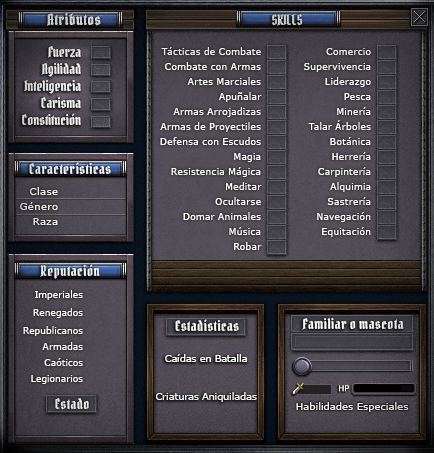 Atributos
Fuerza
Agilidad
Inteligencia
Carisma
Constitución
Características
Clase
Género
Raza
Reputación
Imperiales
Renegados
Republicanos
Armadas
Caóticos
Legionarios
Estado
SKILLS
Tácticas de Combate
Combate con Armas
Artes Marciales
Apuñalar
Armas Arrojadizas
Armas de Proyectiles
Defensa con Escudos
Magia
Resistencia Mágica
Meditar
Ocultarse
Domar Animales
Música
Robar
Comercio
Supervivencia
Liderazgo
Pesca
Minería
Talar Árboles
Botánica
Herrería
Carpintería
Alquimia
Sastrería
Navegación
Equitación
Estadísticas
Caídas en Batalla
Criaturas Aniquiladas
Familiar o mascota
HP
Habilidades Especiales